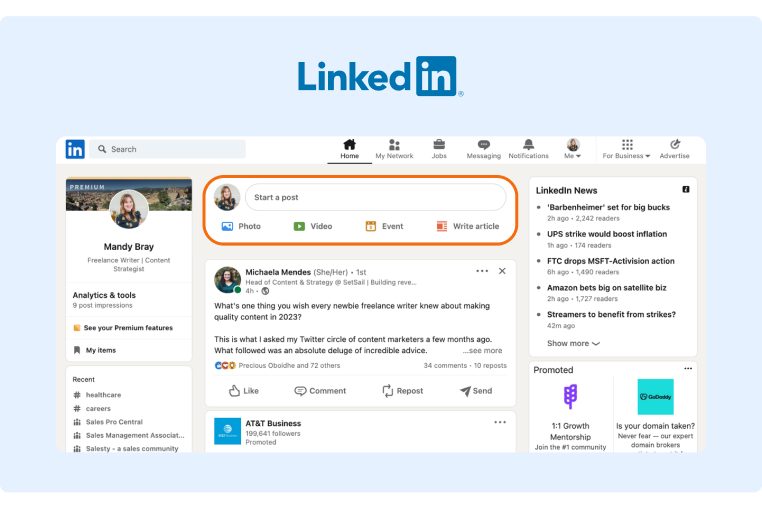 Linked in
in
Search
Home
My Network
Jobs
Messaging
Notifications
Me
For Business
Advertise
PREMIUM
Mandy Bray
Freelance Writer | Content
Strategist
Analytics & tools
9 post impressions
See your Premium features
My items
Recent
# healthcare
# careers
Sales Pro Central
Sales Management Associat...
Salesty - a sales community
Start a post
Photo
Video
Event
Write article
Michaela Mendes (She/Her) • 1st
Head of Content & Strategy @ SetSail | Building reve...
4h •
What's one thing you wish every newbie freelance writer knew about making
quality content in 2023?
This is what I asked my Twitter circle of content marketers a few months ago.
What followed was an absolute deluge of incredible advice. ...see more
Precious Oboidhe and 72 others
34 comments • 10 reposts
Like
Comment
Repost
Send
AT&T Business
199,641 followers
Promoted
LinkedIn News
'Barbenheimer' set for big bucks
2h ago • 2,242 readers
UPS strike would boost inflation
1h ago • 174 readers
FTC drops MSFT-Activision action
6h ago • 1,490 readers
Amazon bets big on satellite biz
2h ago • 1,727 readers
Streamers to benefit from strikes?
42m ago
Show more
Promoted
1:1 Growth
Mentorship
Join the #1 community
GoDaddy
Is your domain taken?
Never fear — our expert
domain brokers